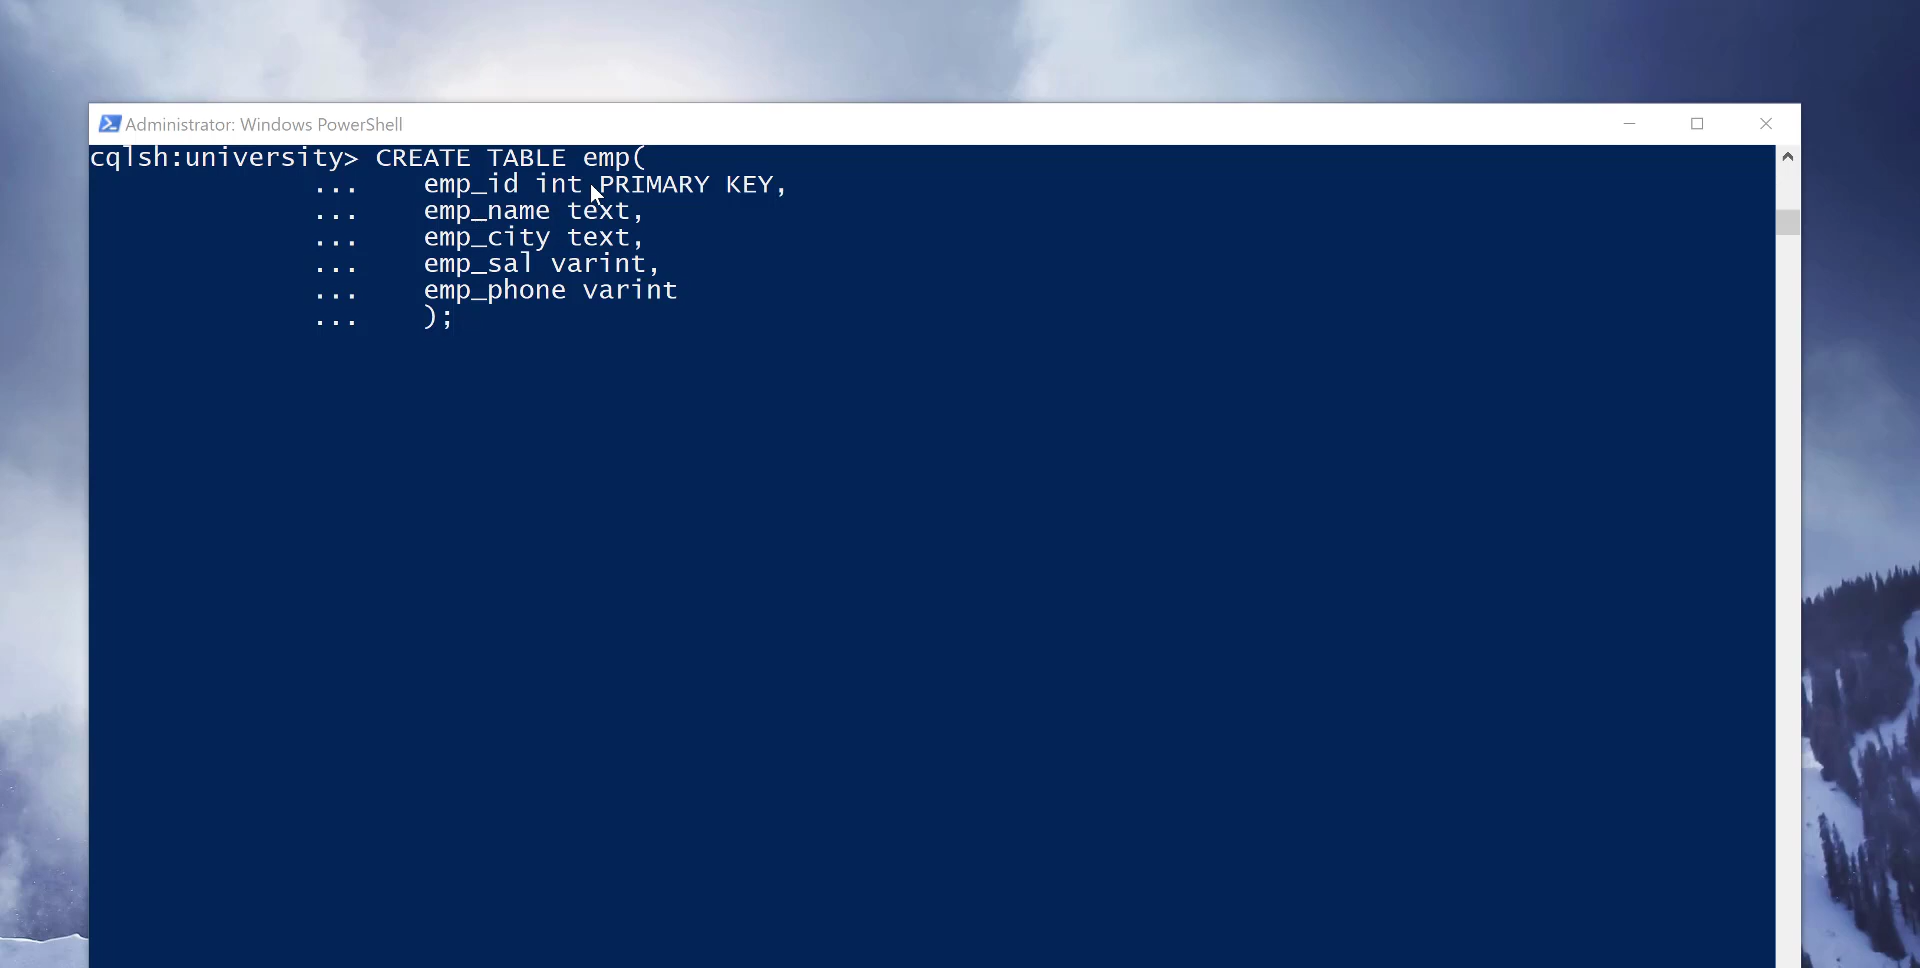 Administrator: Windows PowerShell
cqlsh:university> CREATE TABLE emp(
... emp_id int PRIMARY KEY,
... emp_name text,
... emp_city text,
... emp_sal varint,
... emp_phone varint
... );